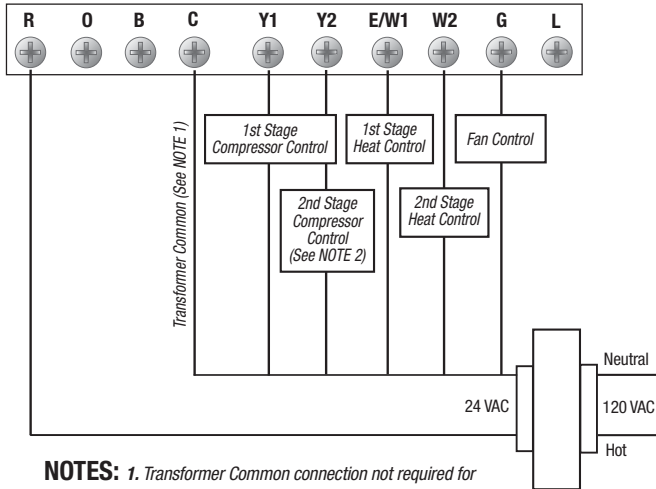 R O B C Y1 Y2 E/W1 W2 G L
Transformer Common (See NOTE 1)
1st Stage
Compressor Control
2nd Stage
Compressor
Control
(See NOTE 2)
1st Stage
Heat Control
2nd Stage
Heat Control
Fan Control
Neutral
24 VAC
120 VAC
Hot
NOTES: 1. Transformer Common connection not required for